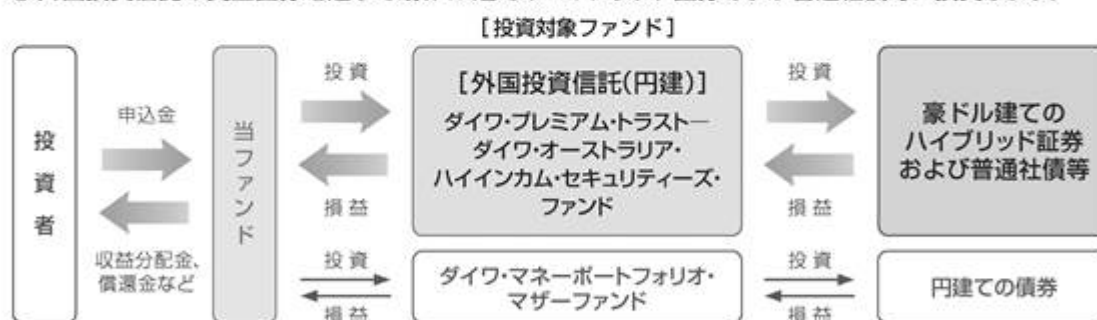 [投資対象ファンド]
投資者
申込金
収益分配金、
償還金など
当ファンド
投資
損益
[外国投資信託(円建)]
ダイワ・プレミアム・トラスト―
ダイワ・オーストラリア・
ハイインカム・セキュリティーズ・
ファンド
投資
損益
豪ドル建ての
ハイブリッド証券
および普通社債等
投資
損益
ダイワ・マネーポートフォリオ・
マザーファンド
投資
損益
円建ての債券